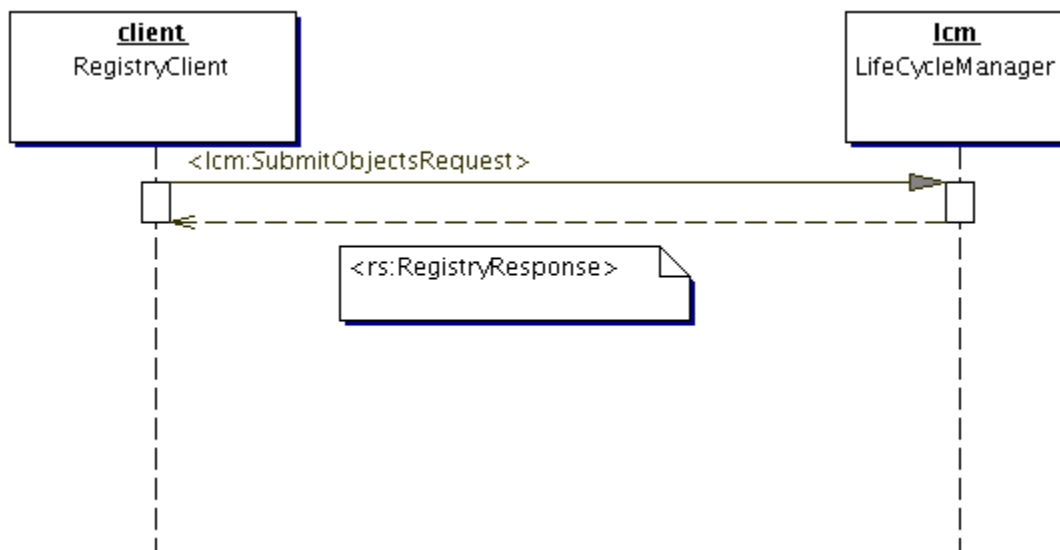 client
RegistryClient
lcm
LifeCycleManager
<lcm:SubmitObjectsRequest>
<rs:RegistryResponse>